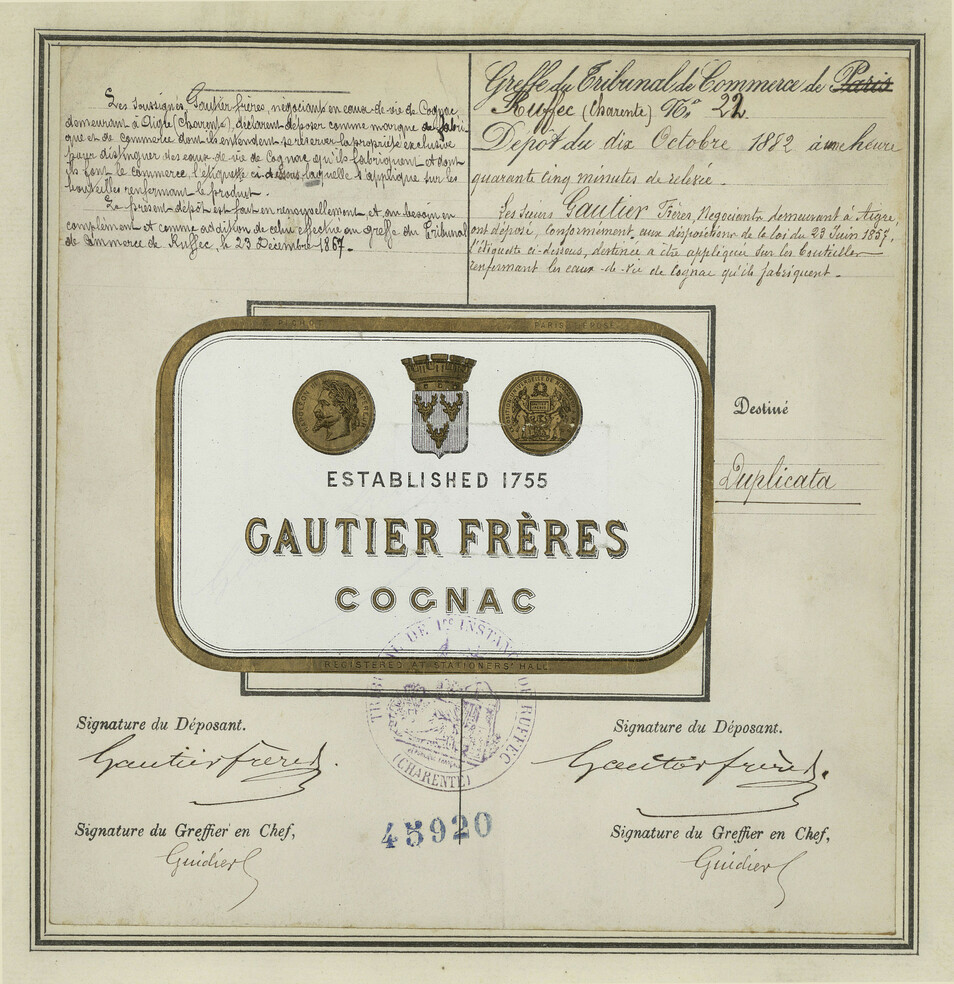 Les soussignés, Gautier frères, négociants en eaux-de-vie de Cognac,
demeurant à Aigre (Charente), déclarent déposer comme marque de fabri-
que et de commerce dont ils entendent se réserver la propriété exclusive
pour distinguer des eaux-de-vie de Cognac qu'ils fabriquent et dont
ils font le commerce, l'étiquette ci-dessous laquelle s'applique sur les
bouteilles renfermant le produit.
Le présent dépôt est fait en renouvellement, et au besoin en
complément et comme addition de celui effectué au greffe du Tribunal
de Commerce de Ruffec, le 23 Décembre 1867.
Greffe du Tribunal de Commerce de Paris
Ruffec (Charente) No. 22
Dépôt du dix Octobre 1882 à une heure
quarante cinq minutes de relevée.
Les sieurs Gautier Frères, Négociants demeurant à Aigre,
ont déposé, conformément aux dispositions de la loi du 23 Juin 1857,
l'étiquette ci-dessous, destinée à être appliquée sur les bouteilles
renfermant les eaux-de-vie de Cognac qu'ils fabriquent.
PICHOT PARIS
ESTABLISHED 1755
GAUTIER FRÈRES
COGNAC
REGISTERED AT STATIONERS' HALL
Destiné
Duplicata
TRIBUNAL DE 1re INSTANCE DE RUFFEC
(CHARENTE)
Signature du Déposant.
Gautier frères.
Signature du Greffier en Chef,
Guidier
45920
Signature du Déposant.
Gautier frères.
Signature du Greffier en Chef,
Guidier